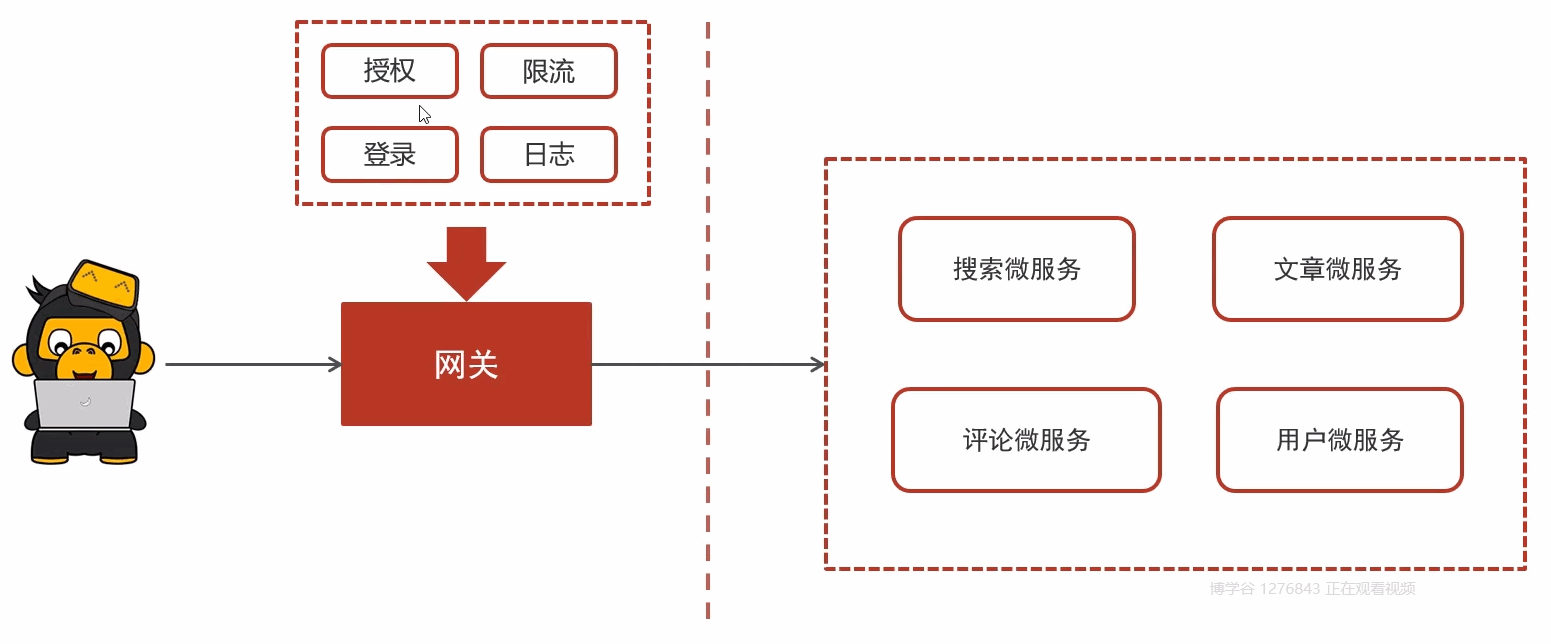 授权
限流
登录
日志
网关
搜索微服务
文章微服务
评论微服务
用户微服务
博学谷 1276843 正在观看视频